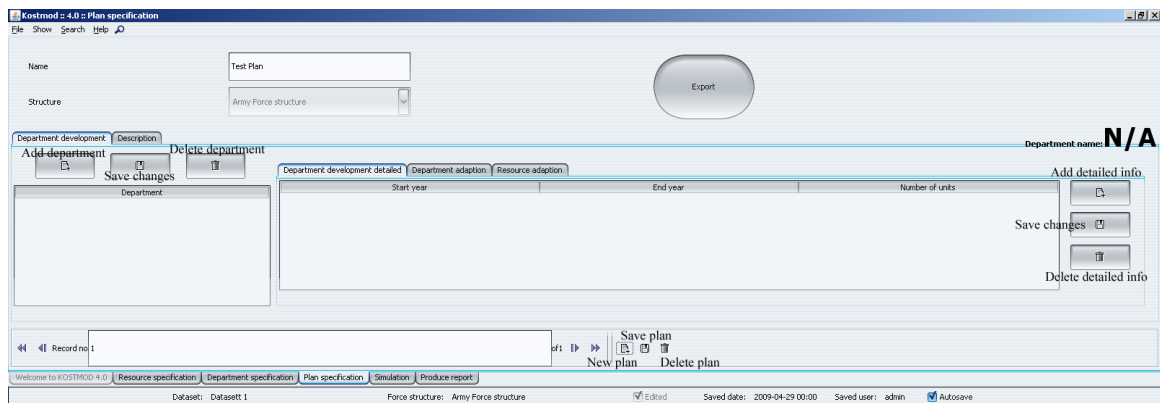 Kostmod :: 4.0 :: Plan specification
File Show Search Help
Name Test Plan
Structure Army Force structure
Export
Department development Description
Department name: N/A
Add department Delete department
Save changes
Department development detailed Department adaption Resource adaption
Add detailed info
Department
Start year End year Number of units
Save changes
Delete detailed info
Record no 1 of 1
Save plan
New plan Delete plan
Welcome to KOSTMOD 4.0 Resource specification Department specification Plan specification Simulation Produce report
Dataset: Datasett 1 Force structure: Army Force structure Edited Saved date: 2009-04-29 00:00 Saved user: admin Autosave